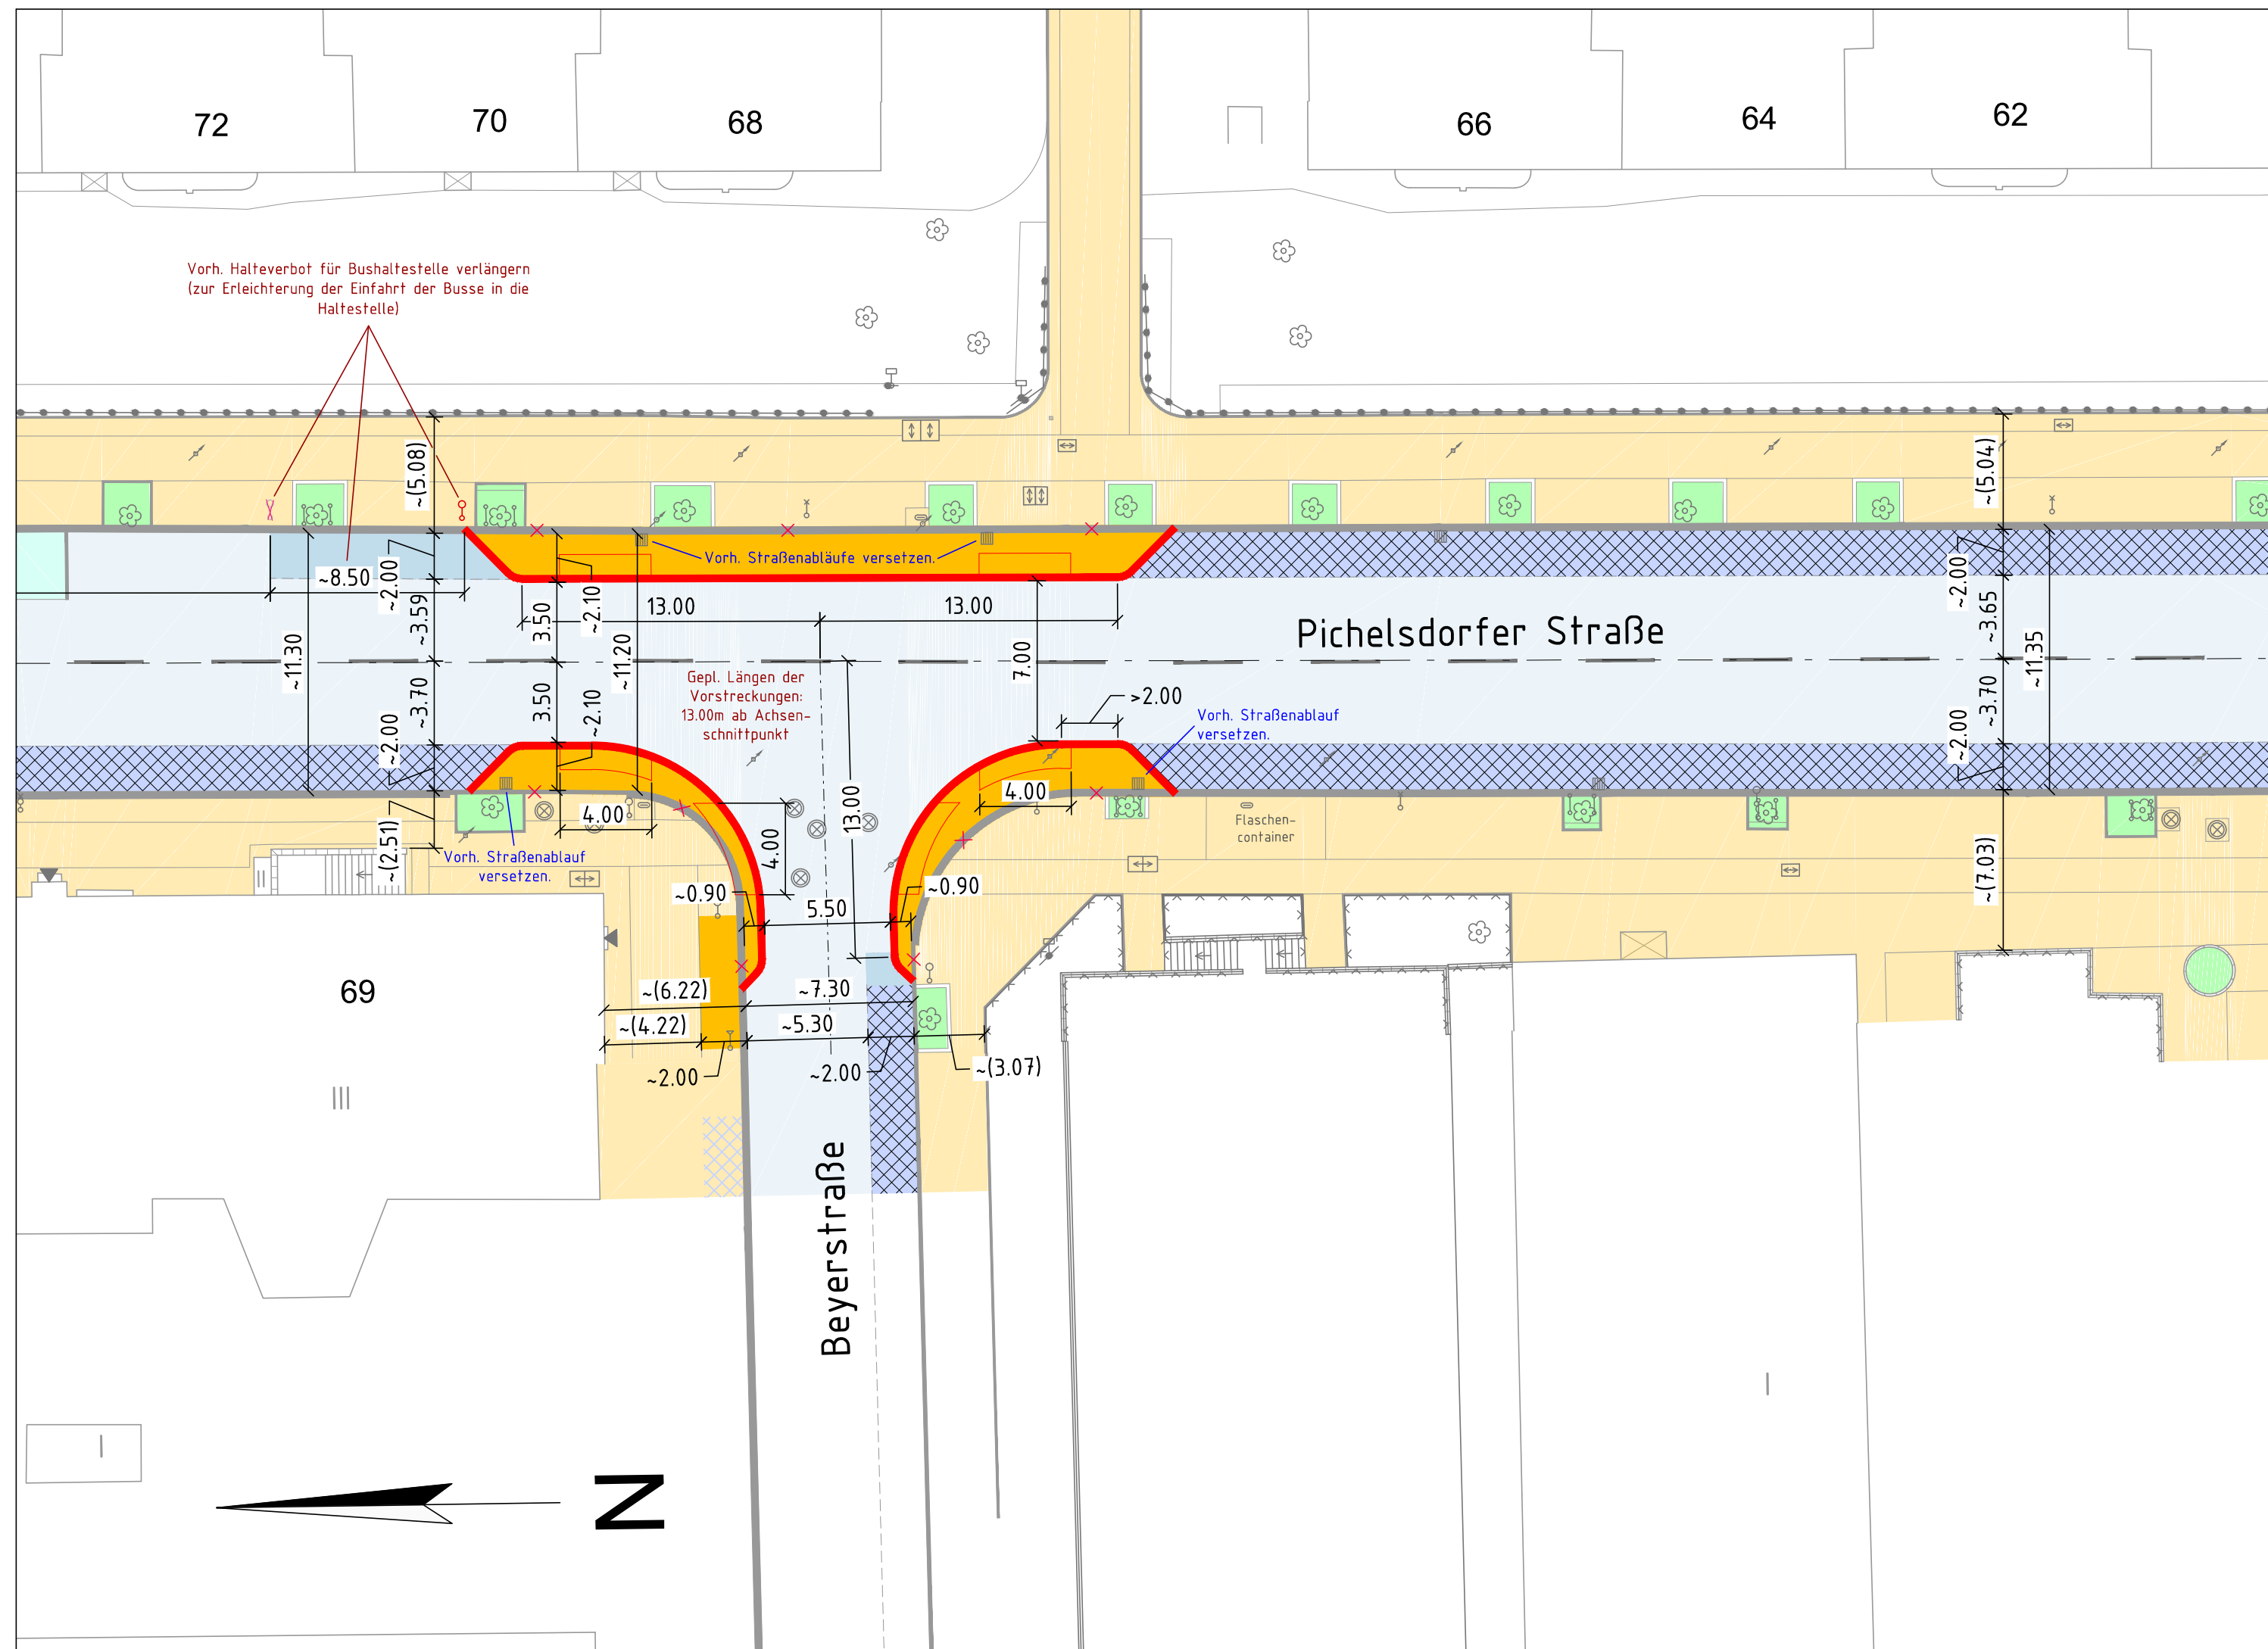 72
70
68
66
64
62
Vorh. Halteverbot für Bushaltestelle verlängern
(zur Erleichterung der Einfahrt der Busse in die
Haltestelle)
~(5.08)
~(5.04)
Vorh. Straßenabläufe versetzen.
~8.50
~2.00
~3.59
3.50
~2.10
13.00
13.00
~11.30
~11.20
7.00
Pichelsdorfer Straße
~2.00
~3.65
~11.35
Gepl. Längen der
Vorstreckungen:
13.00m ab Achsen-
schnittpunkt
~3.70
3.50
~2.10
~2.00
>2.00
Vorh. Straßenablauf
versetzen.
~3.70
~2.00
4.00
4.00
13.00
4.00
Flaschen-
container
~(2.51)
Vorh. Straßenablauf
versetzen.
~(7.03)
~0.90
5.50
~0.90
69
~(6.22)
~7.30
~(4.22)
~5.30
~2.00
~2.00
~(3.07)
III
I
I
Beyerstraße
N